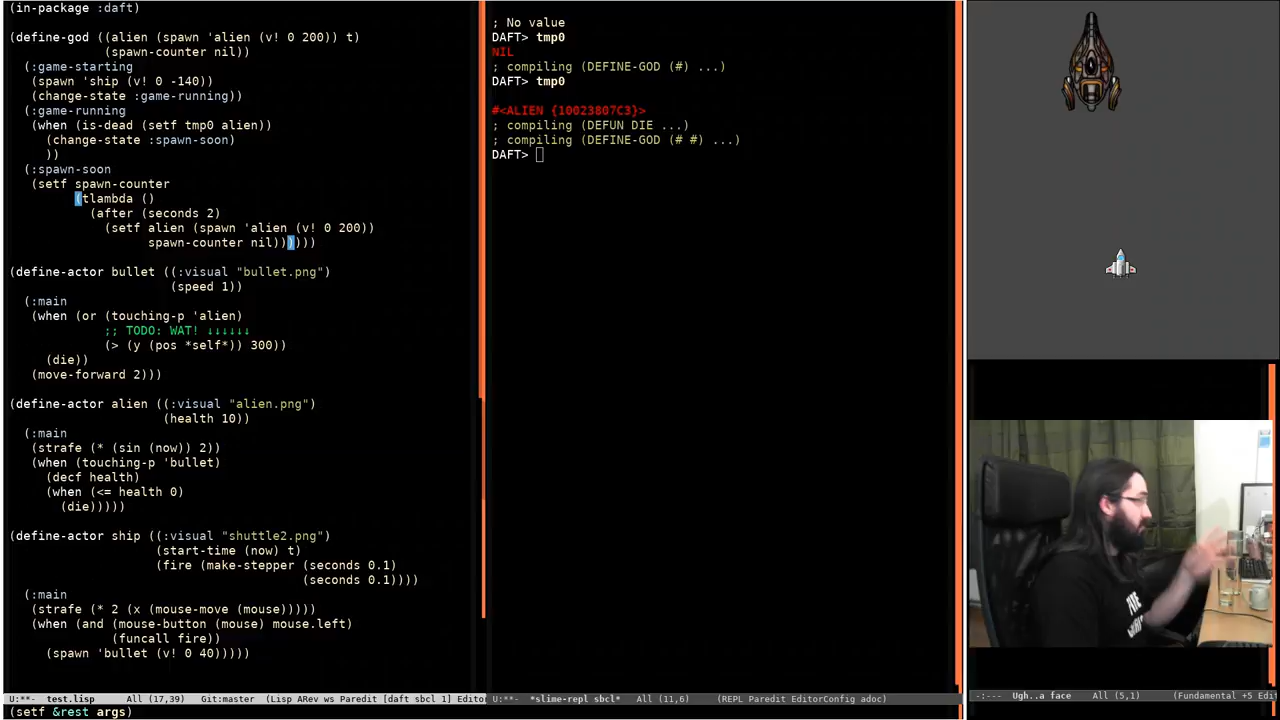 (in-package :daft)
(define-god ((alien (spawn 'alien (v! 0 200)) t)
(spawn-counter nil))
(:game-starting
(spawn 'ship (v! 0 -140))
(change-state :game-running))
(:game-running
(when (is-dead (setf tmp0 alien))
(change-state :spawn-soon)
))
(:spawn-soon
(setf spawn-counter
(tlambda ()
(after (seconds 2)
(setf alien (spawn 'alien (v! 0 200))
spawn-counter nil)))))
(define-actor bullet ((:visual "bullet.png")
(speed 1))
(:main
(when (or (touching-p 'alien)
;; TODO: WAT! ↓↓↓↓↓↓
(> (y (pos *self*)) 300))
(die))
(move-forward 2)))
(define-actor alien ((:visual "alien.png")
(health 10))
(:main
(strafe (* (sin (now)) 2))
(when (touching-p 'bullet)
(decf health)
(when (<= health 0)
(die)))))
(define-actor ship ((:visual "shuttle2.png")
(start-time (now) t)
(fire (make-stepper (seconds 0.1)
(seconds 0.1))))
(:main
(strafe (* 2 (x (mouse-move (mouse)))))
(when (and (mouse-button (mouse) mouse.left)
(funcall fire))
(spawn 'bullet (v! 0 40)))))
U:**- test.lisp All (17,39) Git:master (Lisp ARev ws Paredit [daft sbcl 1] Editor
(setf &rest args)
; No value
DAFT> tmp0
NIL
; compiling (DEFINE-GOD (#) ...)
DAFT> tmp0
#<ALIEN {10023807C3}>
; compiling (DEFUN DIE ...)
; compiling (DEFINE-GOD (# #) ...)
DAFT>
U:**- *slime-repl sbcl* All (11,6) (REPL Paredit EditorConfig adoc)
-:--- Ugh..a face All (5,1) (Fundamental +5 Edit